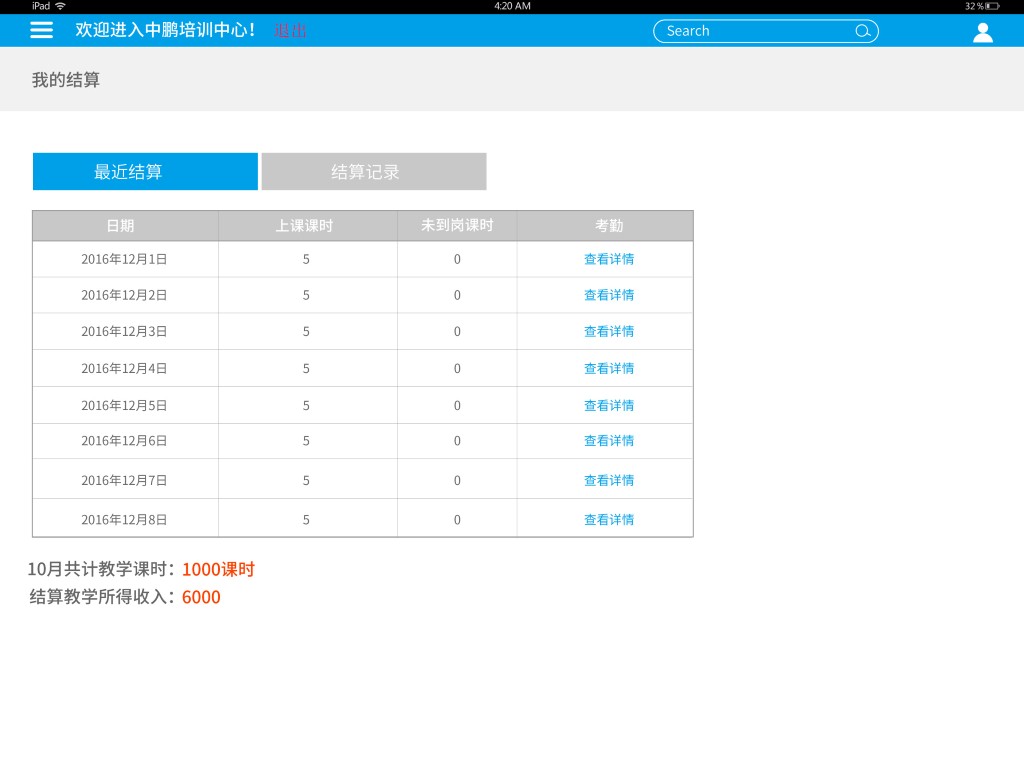 iPad 4:20 AM 32%
欢迎进入中鹏培训中心! 退出 Search
我的结算
最近结算 结算记录
日期 上课课时 未到岗课时 考勤
2016年12月1日 5 0 查看详情
2016年12月2日 5 0 查看详情
2016年12月3日 5 0 查看详情
2016年12月4日 5 0 查看详情
2016年12月5日 5 0 查看详情
2016年12月6日 5 0 查看详情
2016年12月7日 5 0 查看详情
2016年12月8日 5 0 查看详情
10月共计教学课时：1000课时
结算教学所得收入：6000